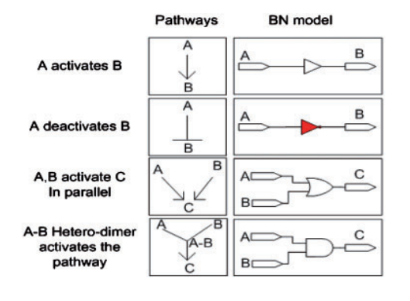 Pathways BN model
A activates B
A
B
A B
A deactivates B
A
B
A B
A,B activate C
In parallel
A B
C
A C
B
A-B Hetero-dimer
activates the
pathway
A B
A-B
C
A C
B